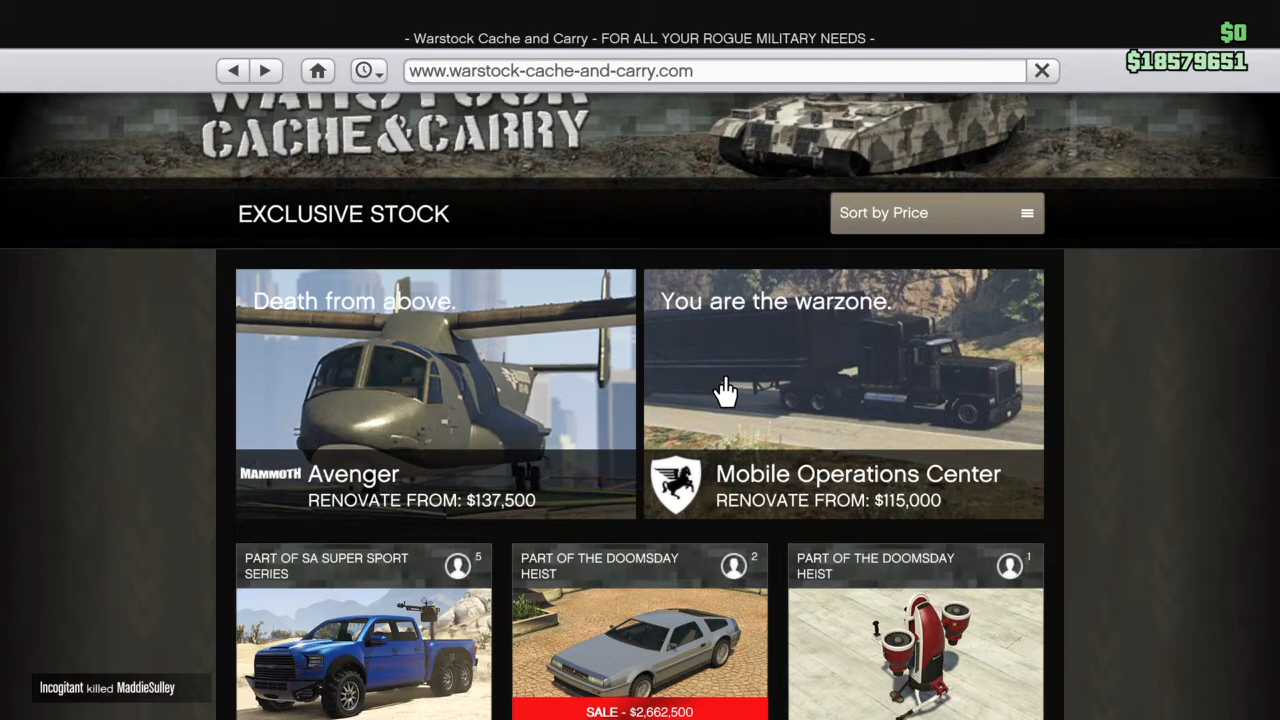 - Warstock Cache and Carry - FOR ALL YOUR ROGUE MILITARY NEEDS -
$0
$18579651
www.warstock-cache-and-carry.com
WARSTOCK
CACHE&CARRY
EXCLUSIVE STOCK
Sort by Price
Death from above.
You are the warzone.
MAMMOTH Avenger
RENOVATE FROM: $137,500
Mobile Operations Center
RENOVATE FROM: $115,000
PART OF SA SUPER SPORT
SERIES
5
PART OF THE DOOMSDAY
HEIST
2
PART OF THE DOOMSDAY
HEIST
1
SALE - $2,662,500
Incogitant killed MaddieSulley